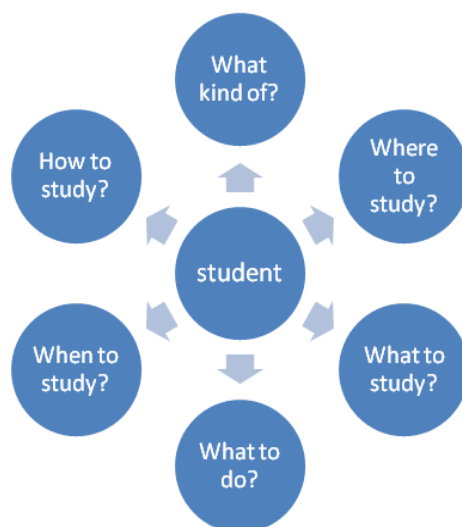 What
kind of?
How to
study?
Where
to
study?
student
When to
study?
What to
study?
What to
do?